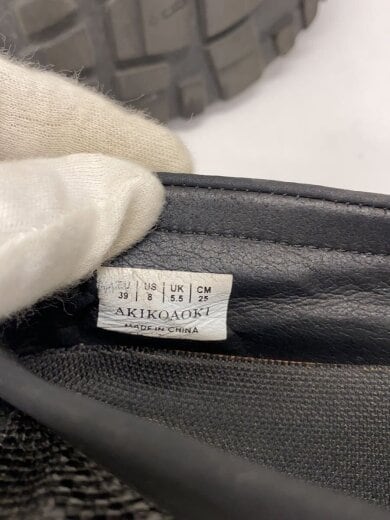 EU US UK CM
39 8 5.5 25
AKIKOAOKI
MADE IN CHINA